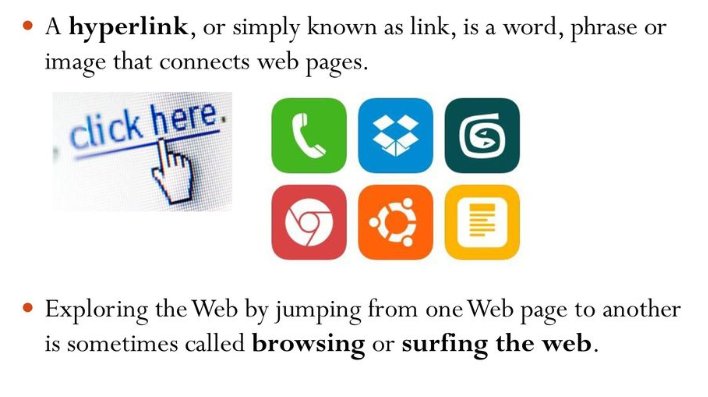 • A hyperlink, or simply known as link, is a word, phrase or
image that connects web pages.
click here.
• Exploring the Web by jumping from one Web page to another
is sometimes called browsing or surfing the web.